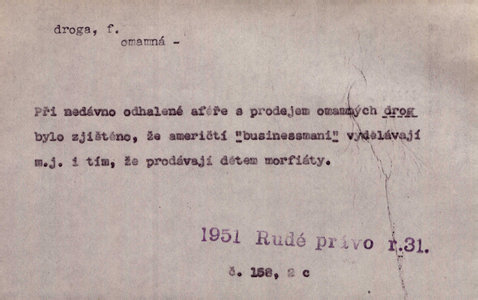 droga, f.
omamná -
Při nedávno odhalené aféře s prodejem omamných drog
bylo zjištěno, že američtí "businessmani" vydělávají
m.j. i tím, že prodávají dětem morfiáty.
1951 Rudé právo r.31.
č. 158, 2 c